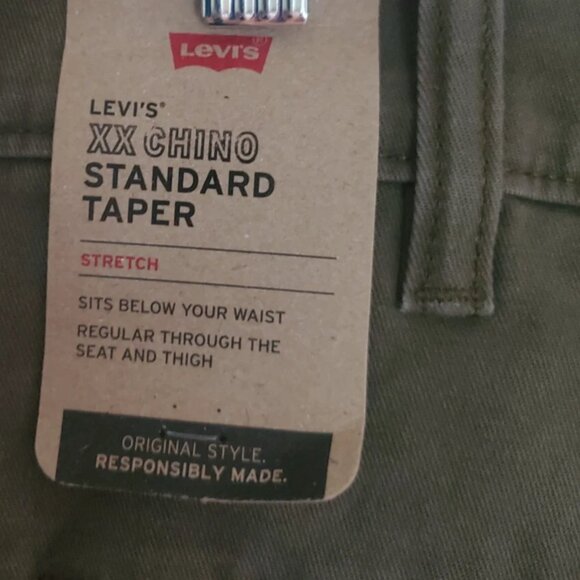 Levi's
LEVI'S®
XX CHINO
STANDARD
TAPER
STRETCH
SITS BELOW YOUR WAIST
REGULAR THROUGH THE
SEAT AND THIGH
ORIGINAL STYLE.
RESPONSIBLY MADE.